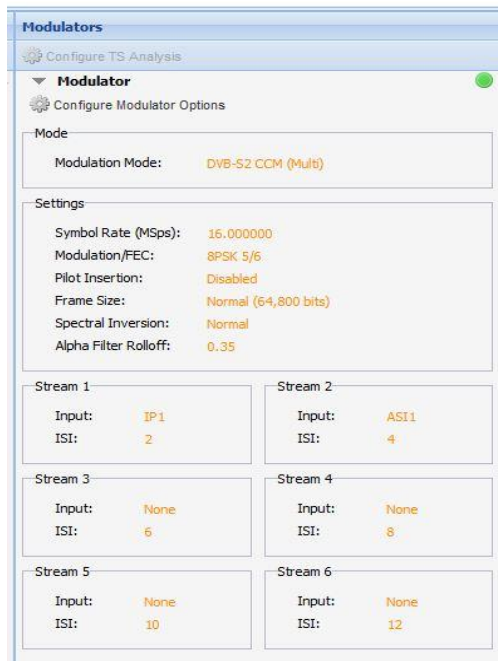 Modulators
Configure TS Analysis
Modulator
Configure Modulator Options
Mode
Modulation Mode: DVB-S2 CCM (Multi)
Settings
Symbol Rate (MSps): 16.000000
Modulation/FEC: 8PSK 5/6
Pilot Insertion: Disabled
Frame Size: Normal (64,800 bits)
Spectral Inversion: Normal
Alpha Filter Rolloff: 0.35
Stream 1
Input: IP1
ISI: 2
Stream 2
Input: ASI1
ISI: 4
Stream 3
Input: None
ISI: 6
Stream 4
Input: None
ISI: 8
Stream 5
Input: None
ISI: 10
Stream 6
Input: None
ISI: 12